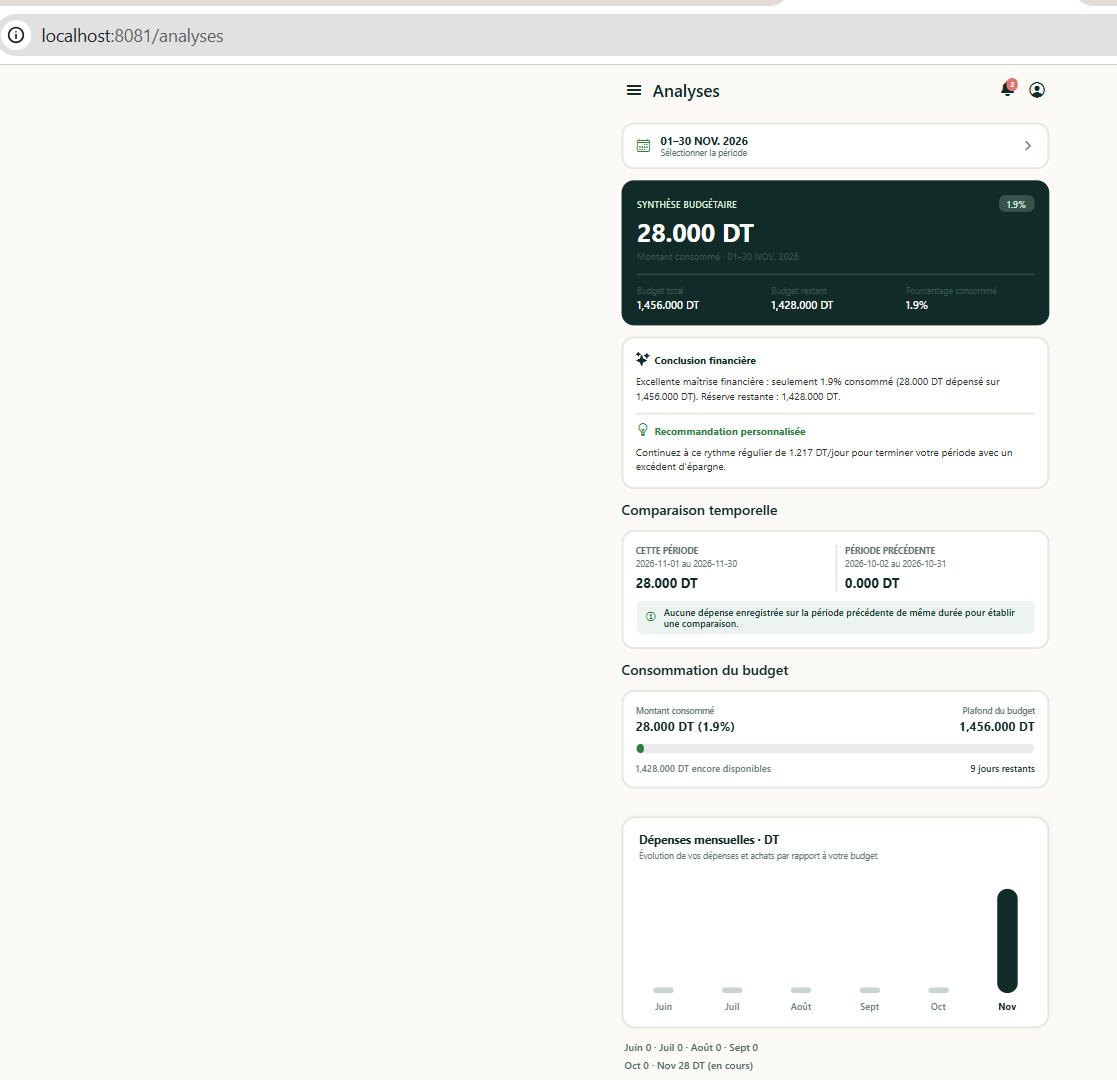 localhost:8081/analyses
Analyses
2
01–30 NOV. 2026
Sélectionner la période
SYNTHÈSE BUDGÉTAIRE
1.9%
28.000 DT
Montant consommé · 01–30 NOV. 2026
Budget total
Budget restant
Pourcentage consommé
1,456.000 DT
1,428.000 DT
1.9%
Conclusion financière
Excellente maîtrise financière : seulement 1.9% consommé (28.000 DT dépensé sur
1,456.000 DT). Réserve restante : 1,428.000 DT.
Recommandation personnalisée
Continuez à ce rythme régulier de 1.217 DT/jour pour terminer votre période avec un
excédent d'épargne.
Comparaison temporelle
CETTE PÉRIODE
2026-11-01 au 2026-11-30
28.000 DT
PÉRIODE PRÉCÉDENTE
2026-10-02 au 2026-10-31
0.000 DT
Aucune dépense enregistrée sur la période précédente de même durée pour établir
une comparaison.
Consommation du budget
Montant consommé
Plafond du budget
28.000 DT (1.9%)
1,456.000 DT
1,428.000 DT encore disponibles
9 jours restants
Dépenses mensuelles · DT
Évolution de vos dépenses et achats par rapport à votre budget
Juin
Juil
Août
Sept
Oct
Nov
Juin 0 · Juil 0 · Août 0 · Sept 0
Oct 0 · Nov 28 DT (en cours)